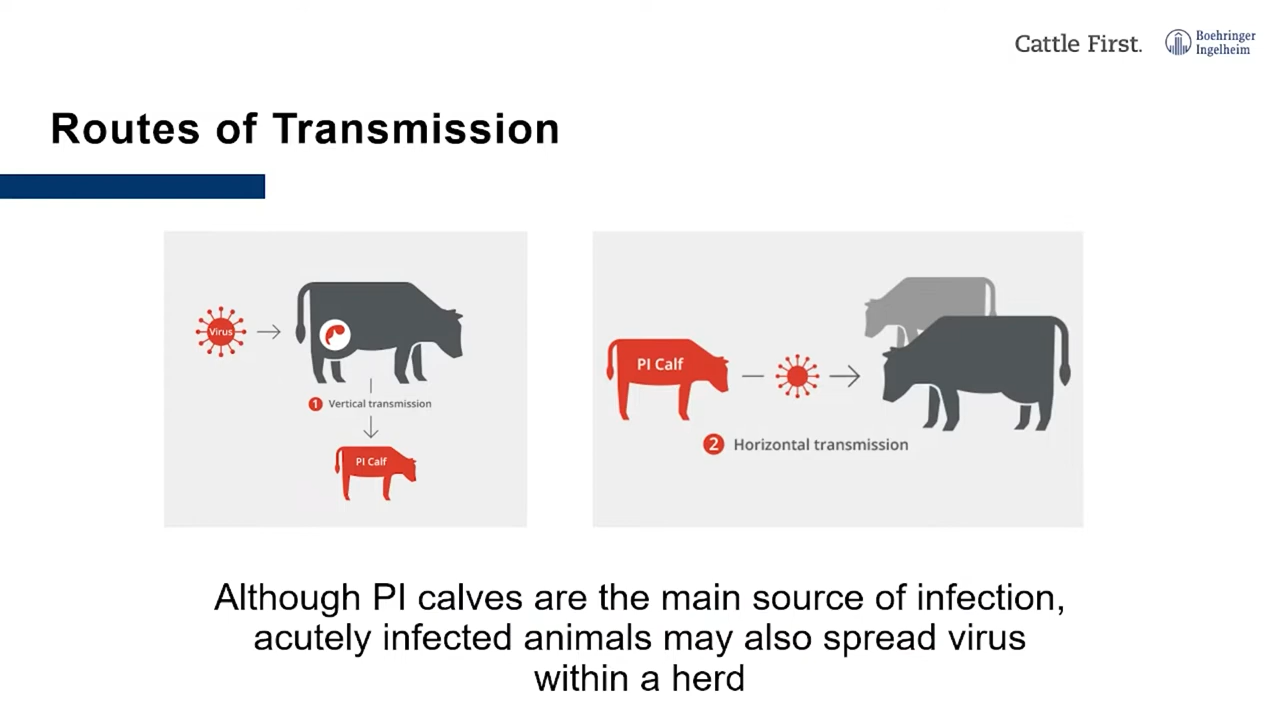 Cattle First.
Boehringer
Ingelheim
Routes of Transmission
Virus
1 Vertical transmission
PI Calf
PI Calf
2 Horizontal transmission
Although PI calves are the main source of infection,
acutely infected animals may also spread virus
within a herd